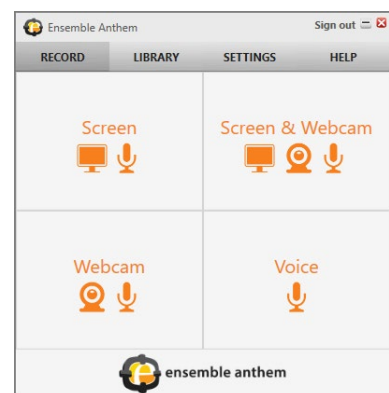 Ensemble Anthem Sign out
RECORD LIBRARY SETTINGS HELP
Screen
Screen & Webcam
Webcam
Voice
ensemble anthem